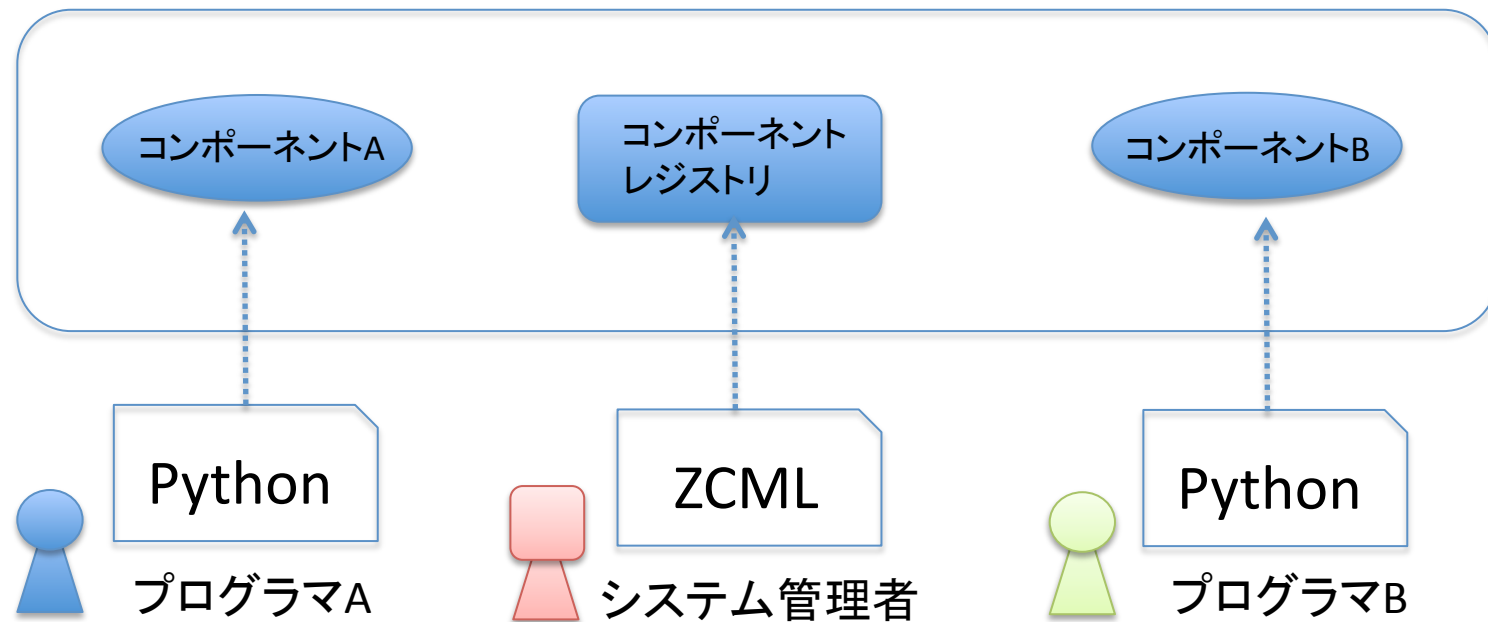 コンポーネントA
コンポーネント
レジストリ
コンポーネントB
Python
ZCML
Python
プログラマA
システム管理者
プログラマB